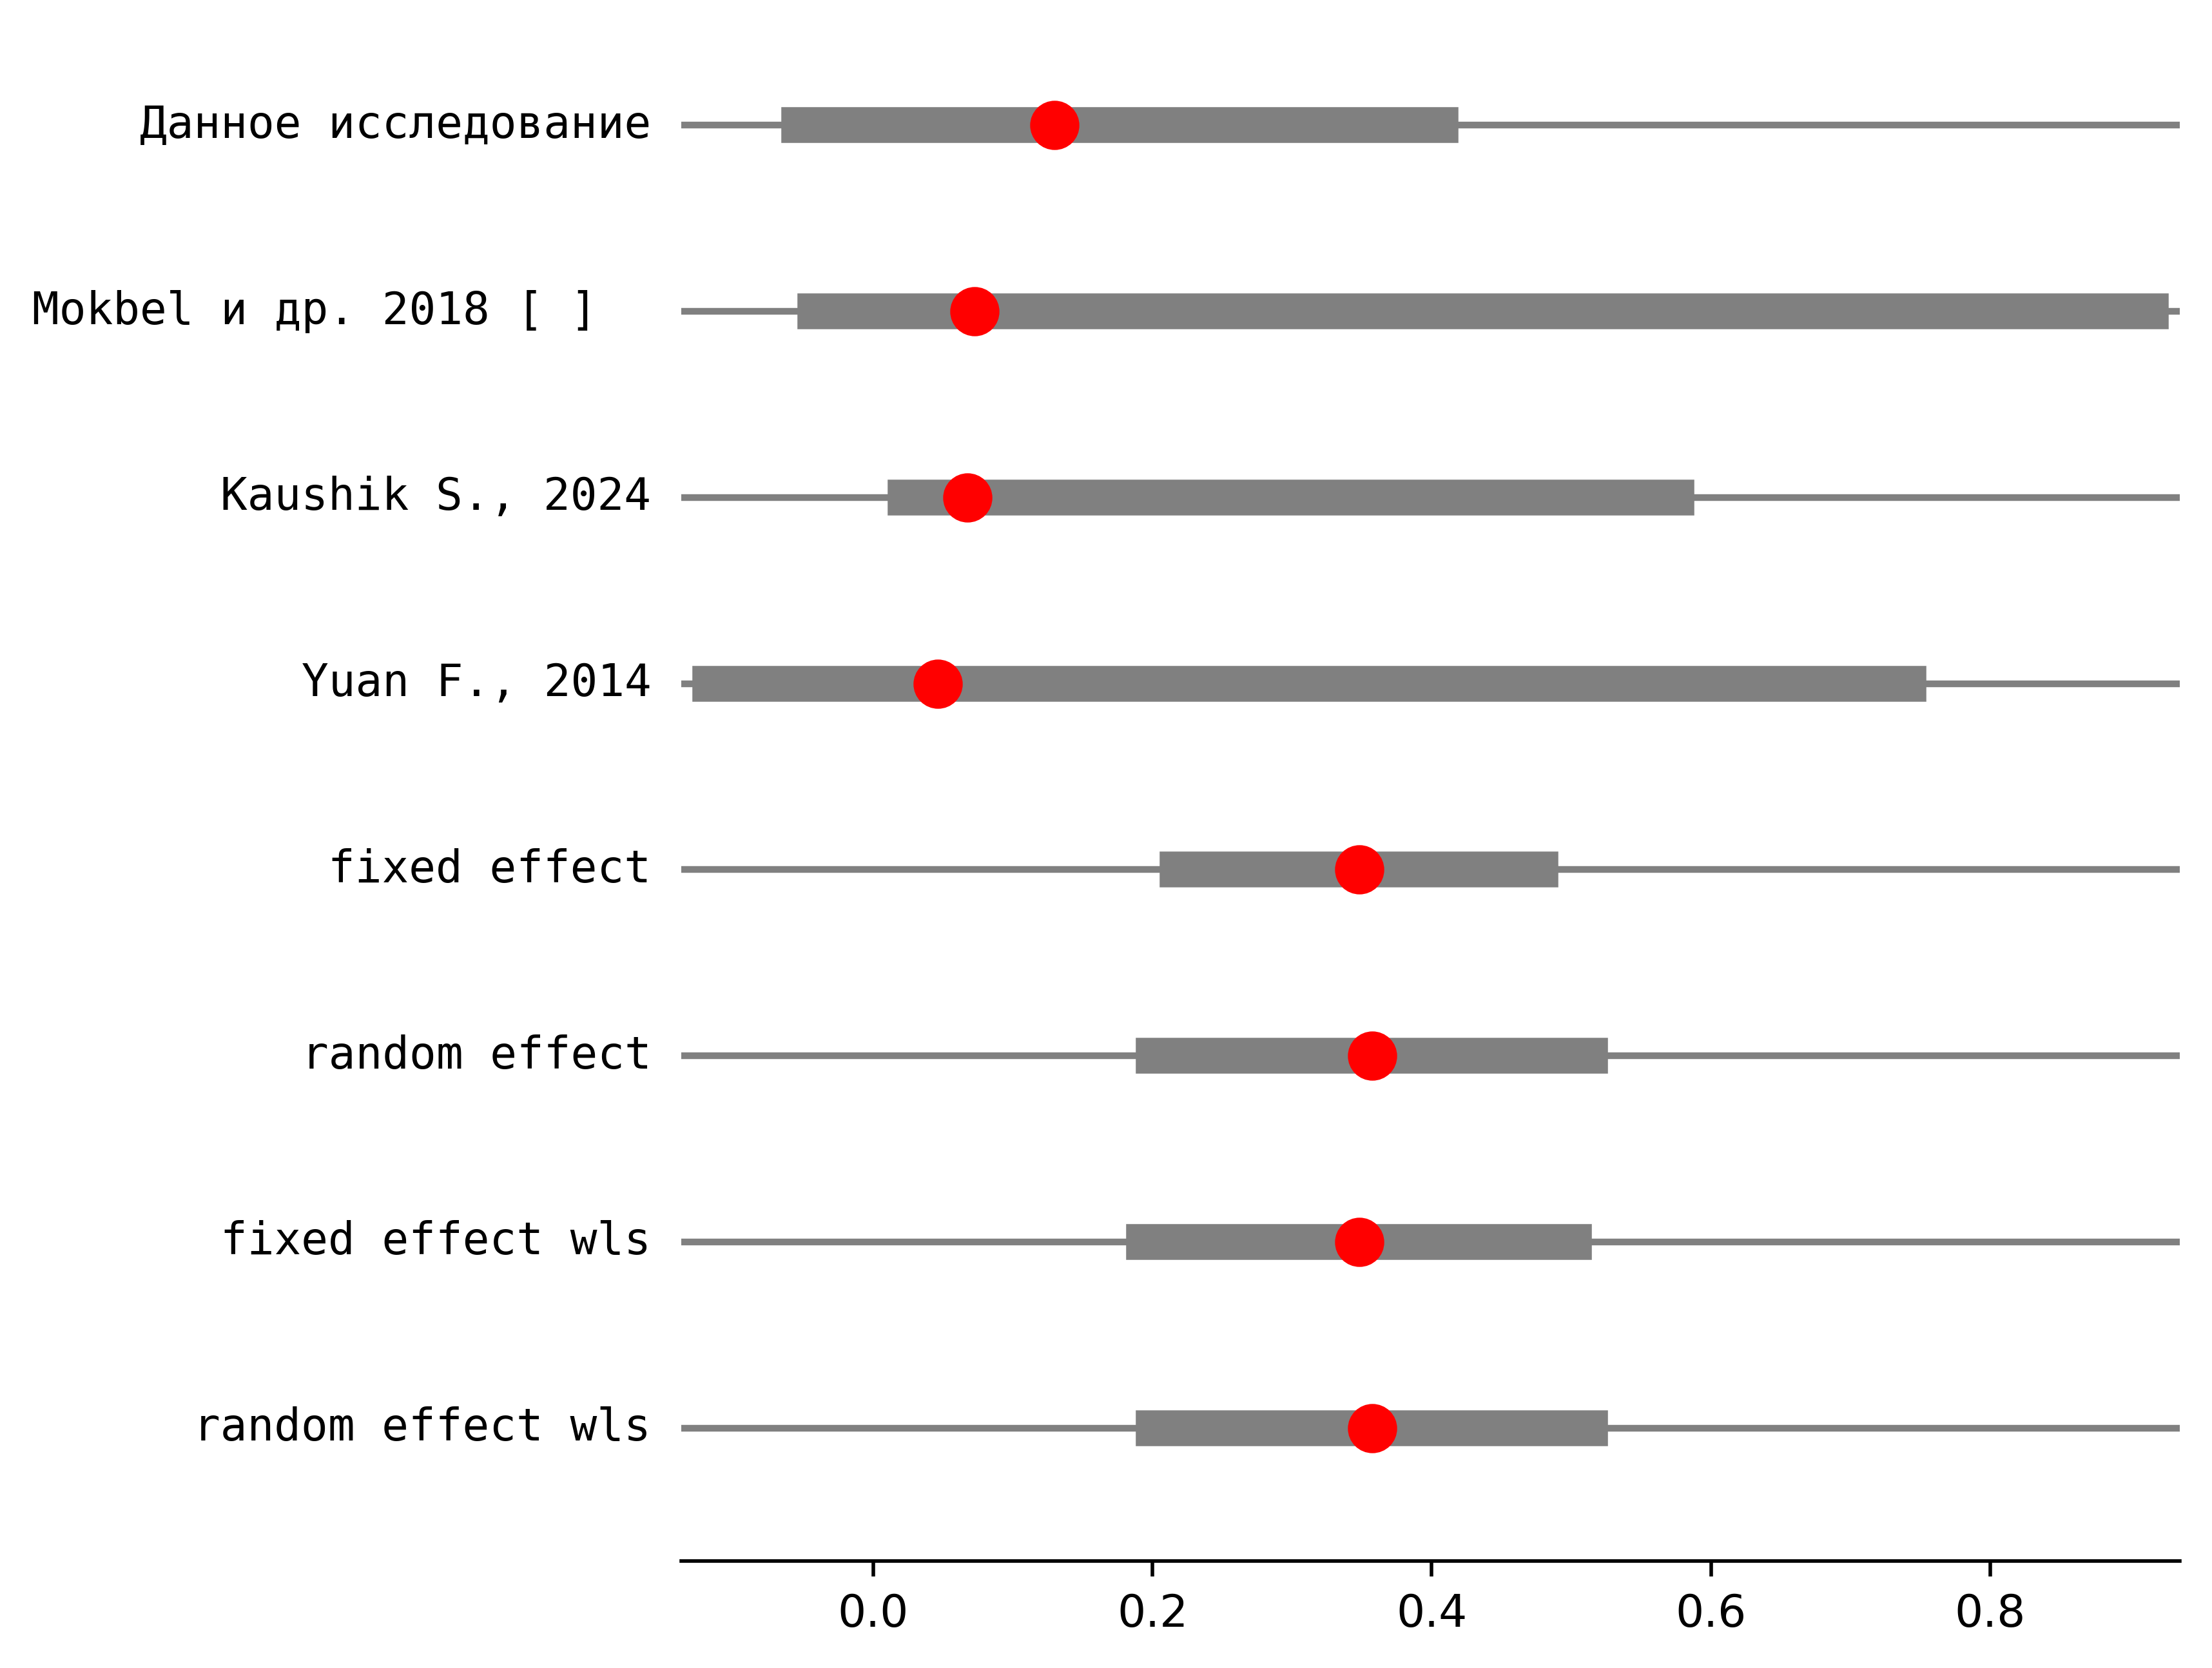 Данное исследование
Mokbel и др. 2018 [ ]
Kaushik S., 2024
Yuan F., 2014
fixed effect
random effect
fixed effect wls
random effect wls
0.0 0.2 0.4 0.6 0.8